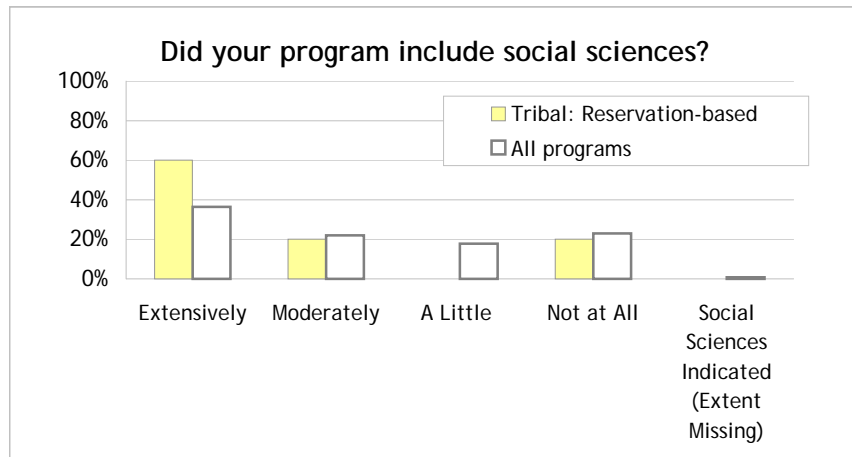 Did your program include social sciences?
100%
80%
60%
40%
20%
0%
Tribal: Reservation-based
All programs
Extensively
Moderately
A Little
Not at All
Social
Sciences
Indicated
(Extent
Missing)